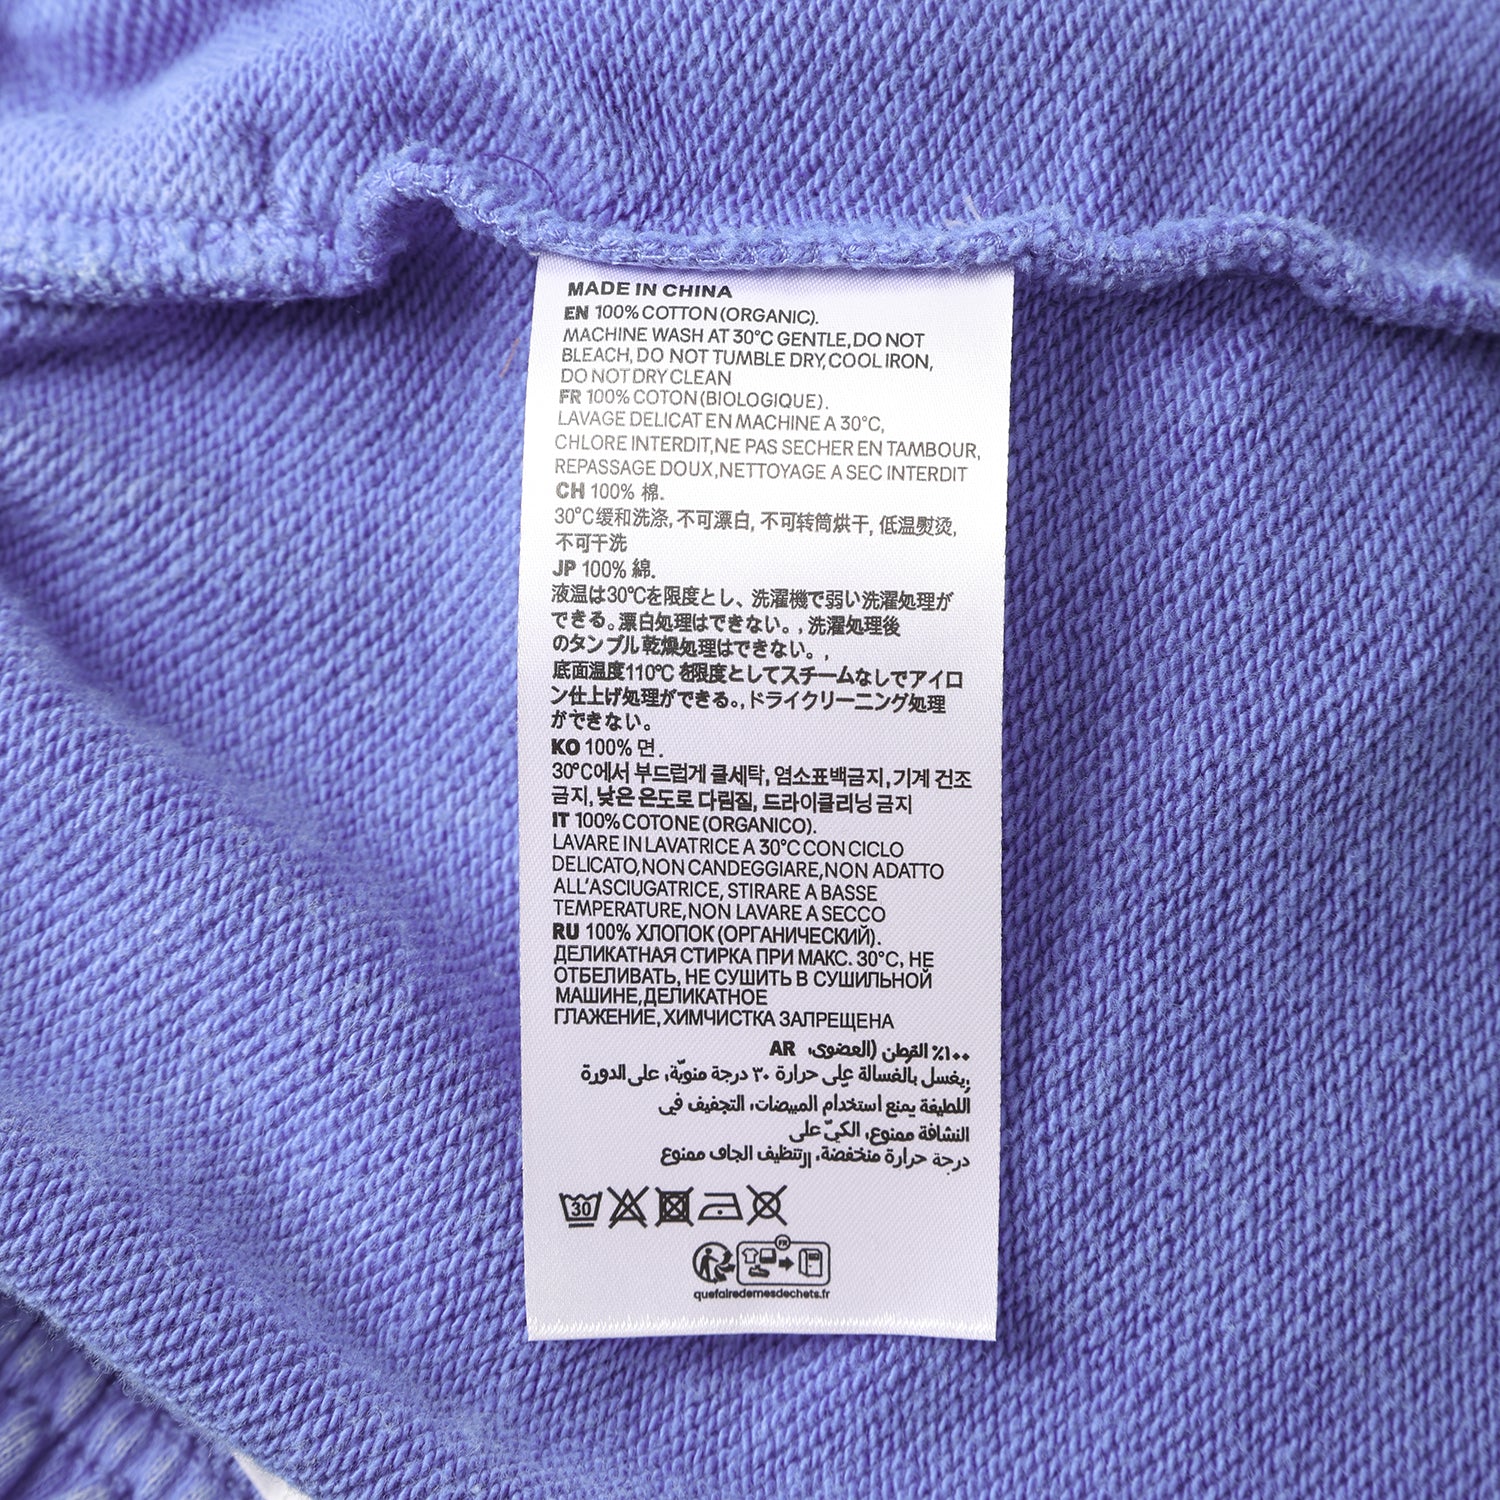 MADE IN CHINA
EN 100% COTTON (ORGANIC).
MACHINE WASH AT 30°C GENTLE, DO NOT
BLEACH, DO NOT TUMBLE DRY, COOL IRON,
DO NOT DRY CLEAN
FR 100% COTON (BIOLOGIQUE).
LAVAGE DELICAT EN MACHINE A 30°C,
CHLORE INTERDIT, NE PAS SECHER EN TAMBOUR,
REPASSAGE DOUX, NETTOYAGE A SEC INTERDIT
CH 100% 棉.
30°C缓和洗涤, 不可漂白, 不可转筒烘干, 低温熨烫,
不可干洗
JP 100% 綿.
液温は30℃を限度とし、洗濯機で弱い洗濯処理が
できる。漂白処理はできない。, 洗濯処理後
のタンブル乾燥処理はできない。,
底面温度110℃を限度としてスチームなしでアイロ
ン仕上げ処理ができる。, ドライクリーニング処理
ができない。
KO 100% 면.
30°C에서 부드럽게 클세탁, 염소표백금지, 기계 건조
금지, 낮은 온도로 다림질, 드라이클리닝 금지
IT 100% COTONE (ORGANICO).
LAVARE IN LAVATRICE A 30°C CON CICLO
DELICATO, NON CANDEGGIARE, NON ADATTO
ALL'ASCIUGATRICE, STIRARE A BASSE
TEMPERATURE, NON LAVARE A SECCO
RU 100% ХЛОПОК (ОРГАНИЧЕСКИЙ).
ДЕЛИКАТНАЯ СТИРКА ПРИ МАКС. 30°C, НЕ
ОТБЕЛИВАТЬ, НЕ СУШИТЬ В СУШИЛЬНОЙ
МАШИНЕ, ДЕЛИКАТНОЕ
ГЛАЖЕНИЕ, ХИМЧИСТКА ЗАПРЕЩЕНА
١٠٠٪ القطن (العضوي، AR
يغسل بالغسالة على حرارة ٣٠ درجة مئوية، على الدورة
اللطيفة يمنع استخدام المبيضات، التجفيف في
النشافة ممنوع، الكيّ على
درجة حرارة منخفضة، التنظيف الجاف ممنوع
30
FR
quefairedemesdechets.fr